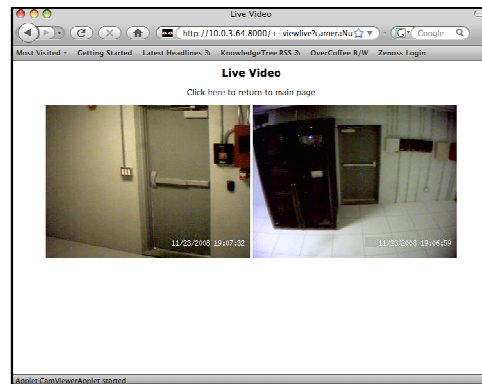 Live Video
http://10.0.3.64:8000/++viewlive?cameraNu
Google
Most Visited Getting Started Latest Headlines KnowledgeTree RSS OverCoffee R/W Zenoss Login
Live Video
Click here to return to main page
11/23/2008 19:07:32 11/23/2008 19:06:59
Applet CamViewerApplet started